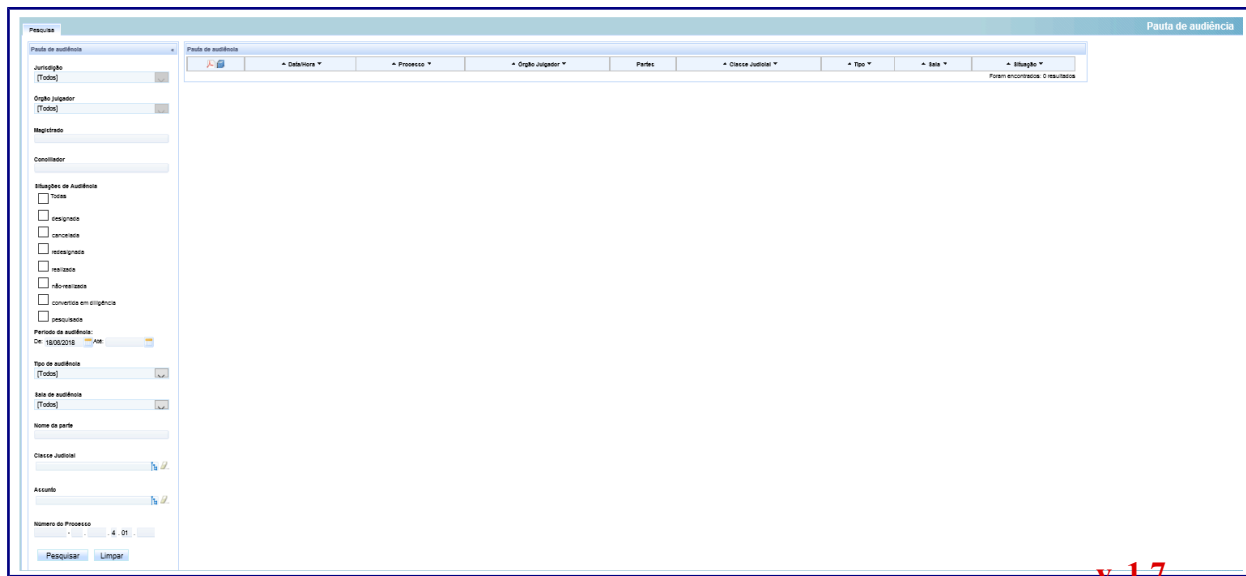 Pauta de audiência
Pesquisa
Pauta de audiência
Jurisdição
[Todos]
Órgão julgador
[Todos]
Magistrado
Conciliador
Situações de Audiência
Todas
designada
cancelada
redesignada
realizada
não-realizada
convertida em diligência
pesquisada
Período da audiência:
De: 18/06/2018 Até:
Tipo de audiência
[Todos]
Sala de audiência
[Todos]
Nome da parte
Classe Judicial
Assunto
Número do Processo
- . . 4 . 01 .
Pesquisar Limpar
Pauta de audiência
Data/Hora Processo Órgão Julgador Partes Classe Judicial Tipo Sala Situação
Foram encontrados: 0 resultados
v. 1.7